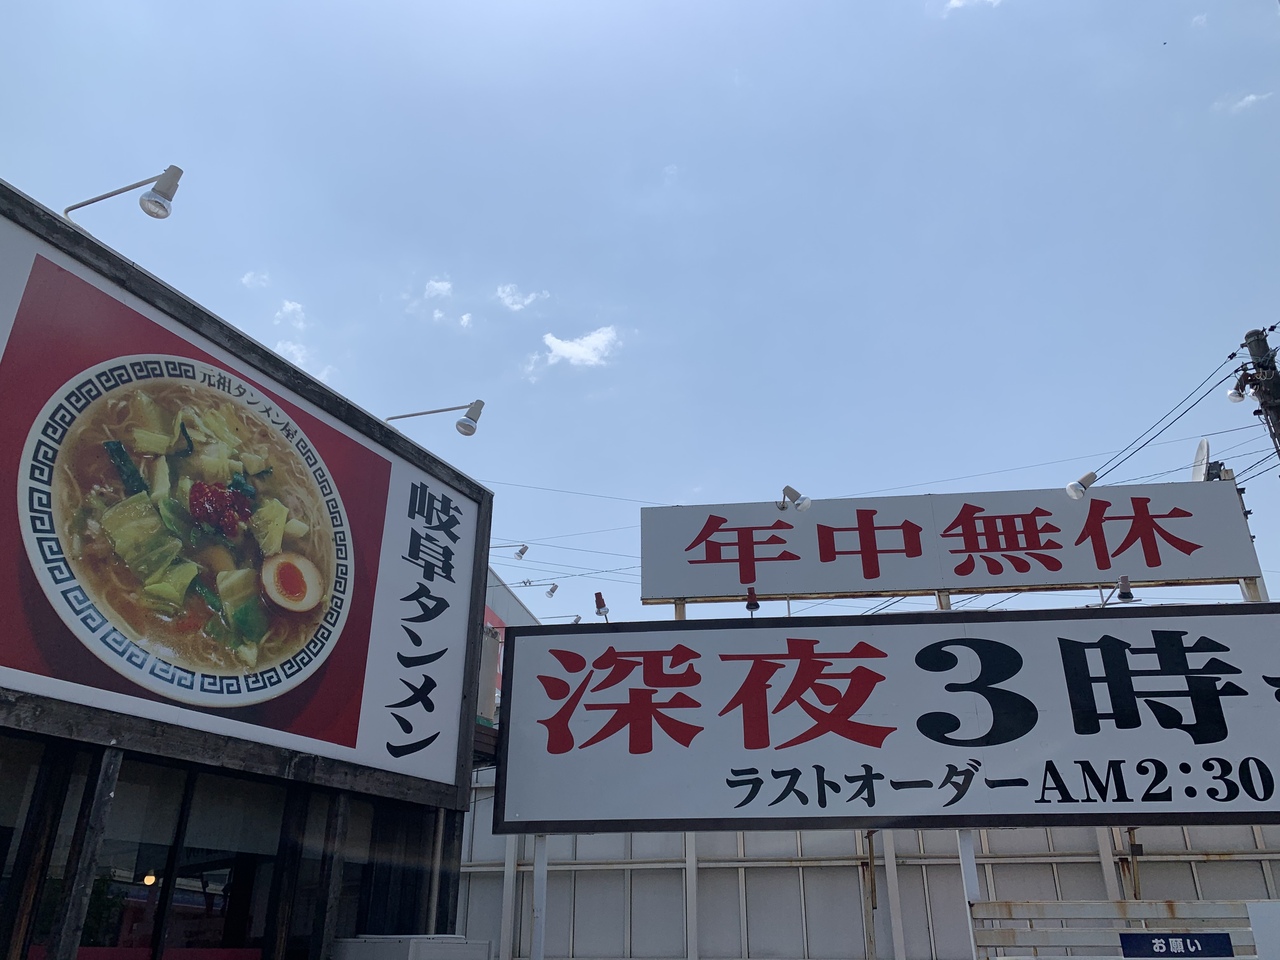 元祖タンメン屋
岐阜タンメン
年中無休
深夜3時
ラストオーダーAM2:30
お願い